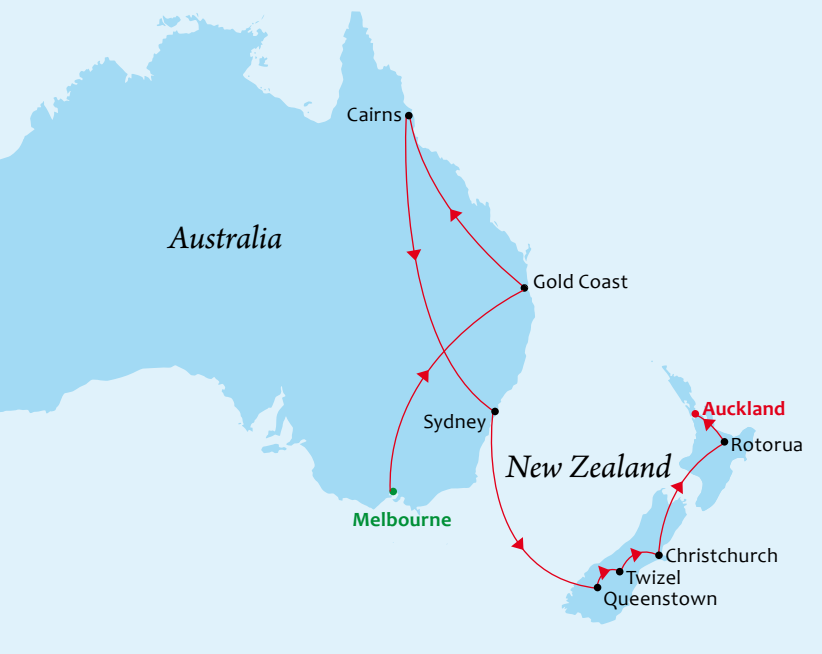 Cairns
Australia
Gold Coast
Auckland
Sydney
Rotorua
New Zealand
Melbourne
Christchurch
Twizel
Queenstown